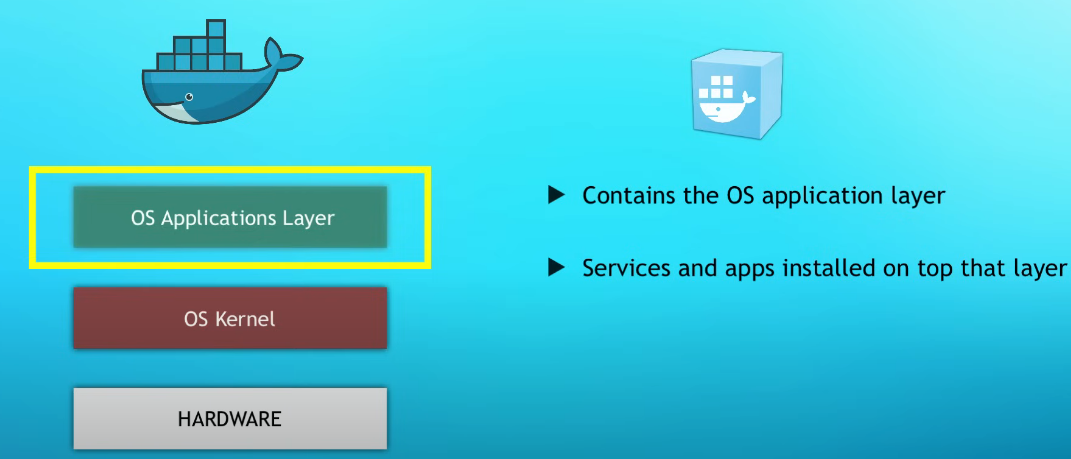 OS Applications Layer
OS Kernel
HARDWARE
Contains the OS application layer
Services and apps installed on top that layer